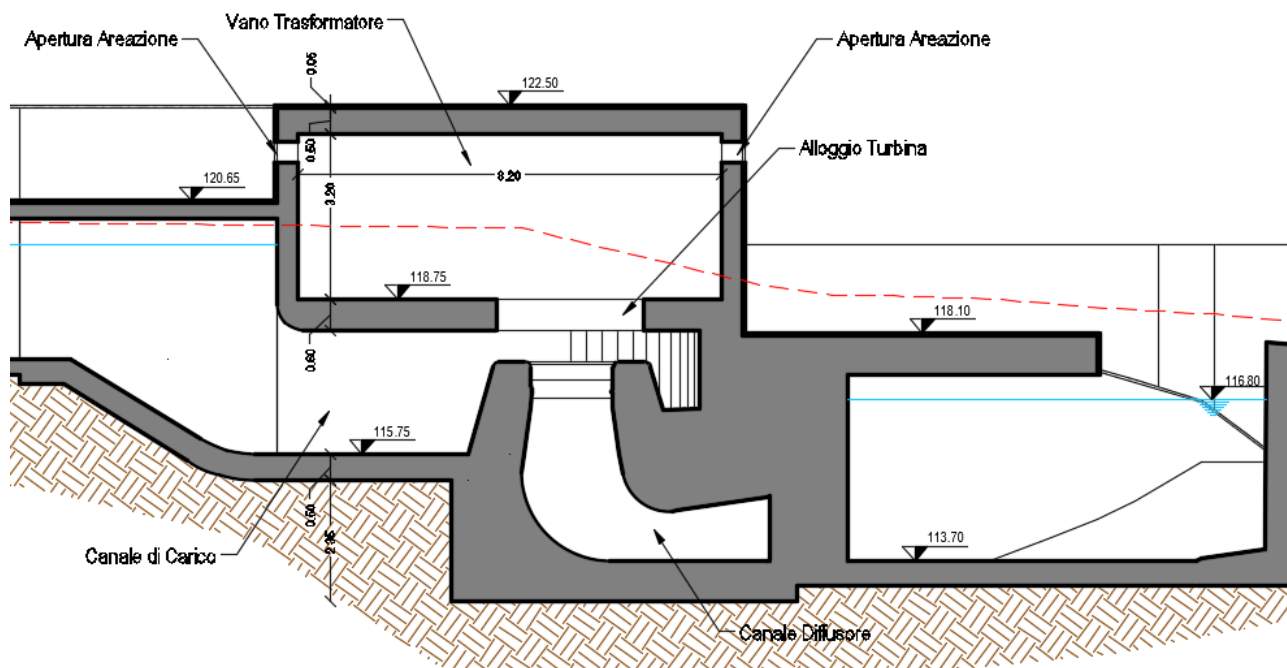 Vano Trasformatore
Apertura Areazione
Apertura Areazione
0.05
122.50
0.50
Alloggio Turbina
120.65
8.20
3.20
118.75
118.10
0.60
116.80
115.75
0.50
2.35
Canale di Carico
113.70
Canale Diffusore